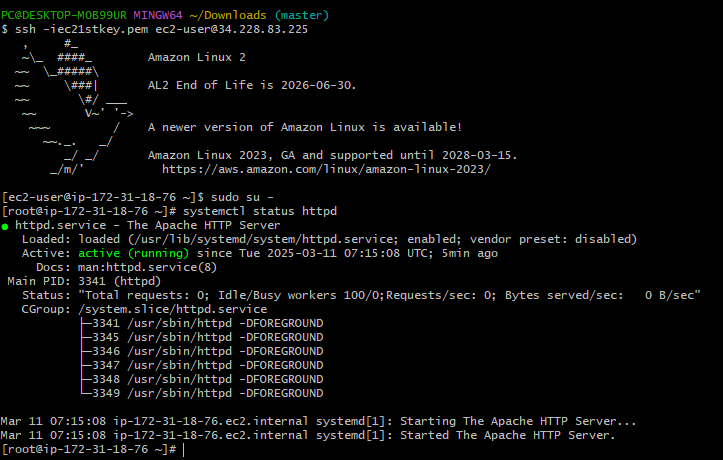 PC@DESKTOP-MOB99UR MINGW64 ~/Downloads (master)
$ ssh -iec21stkey.pem ec2-user@34.228.83.225
   ,     #_
   ~\_  ####_        Amazon Linux 2
  ~~  \_#####\
  ~~     \###|       AL2 End of Life is 2026-06-30.
  ~~       \#/ ___
   ~~       V~' '->
    ~~~         /    A newer version of Amazon Linux is available!
      ~~._.   _/
         _/ _/       Amazon Linux 2023, GA and supported until 2028-03-15.
       _/m/'           https://aws.amazon.com/linux/amazon-linux-2023/
[ec2-user@ip-172-31-18-76 ~]$ sudo su -
[root@ip-172-31-18-76 ~]# systemctl status httpd
● httpd.service - The Apache HTTP Server
   Loaded: loaded (/usr/lib/systemd/system/httpd.service; enabled; vendor preset: disabled)
   Active: active (running) since Tue 2025-03-11 07:15:08 UTC; 5min ago
     Docs: man:httpd.service(8)
 Main PID: 3341 (httpd)
   Status: "Total requests: 0; Idle/Busy workers 100/0;Requests/sec: 0; Bytes served/sec:   0 B/sec"
   CGroup: /system.slice/httpd.service
           ├─3341 /usr/sbin/httpd -DFOREGROUND
           ├─3345 /usr/sbin/httpd -DFOREGROUND
           ├─3346 /usr/sbin/httpd -DFOREGROUND
           ├─3347 /usr/sbin/httpd -DFOREGROUND
           ├─3348 /usr/sbin/httpd -DFOREGROUND
           └─3349 /usr/sbin/httpd -DFOREGROUND
Mar 11 07:15:08 ip-172-31-18-76.ec2.internal systemd[1]: Starting The Apache HTTP Server...
Mar 11 07:15:08 ip-172-31-18-76.ec2.internal systemd[1]: Started The Apache HTTP Server.
[root@ip-172-31-18-76 ~]#